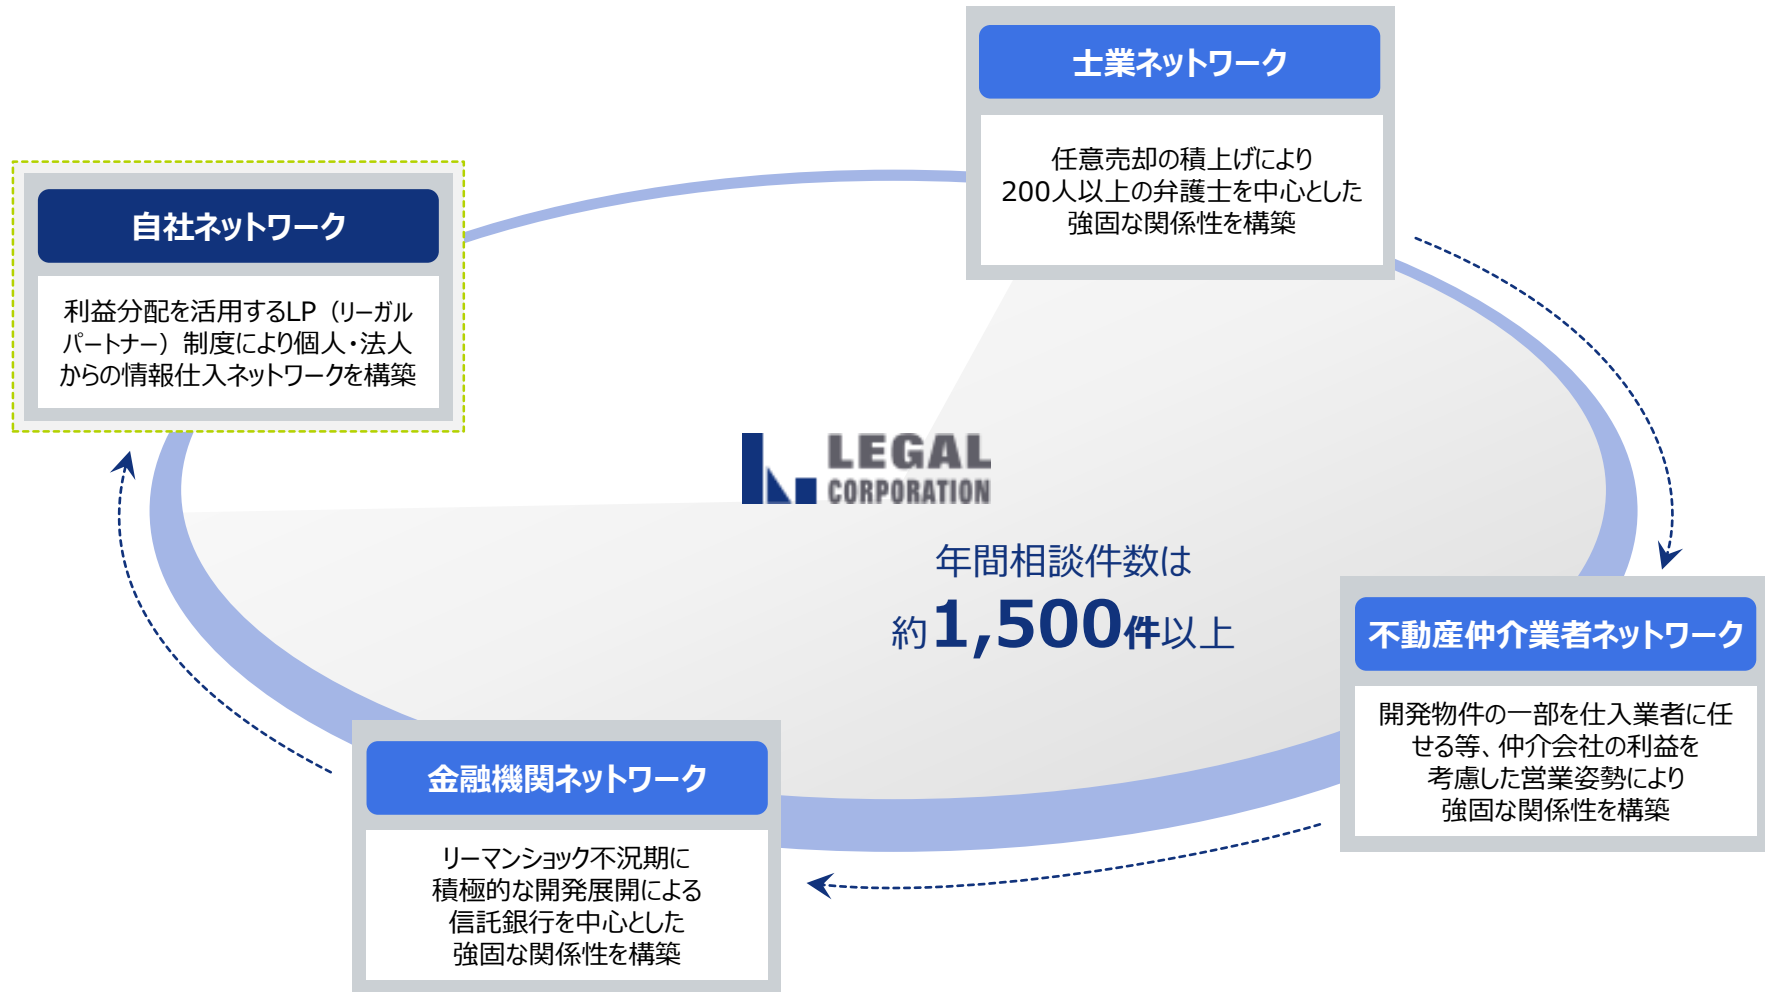 士業ネットワーク
任意売却の積上げにより
200人以上の弁護士を中心とした
強固な関係性を構築
自社ネットワーク
利益分配を活用するLP（リーガル
パートナー）制度により個人・法人
からの情報仕入ネットワークを構築
LEGAL
CORPORATION
年間相談件数は
約1,500件以上
不動産仲介業者ネットワーク
開発物件の一部を仕入業者に任
せる等、仲介会社の利益を
考慮した営業姿勢により
強固な関係性を構築
金融機関ネットワーク
リーマンショック不況期に
積極的な開発展開による
信託銀行を中心とした
強固な関係性を構築